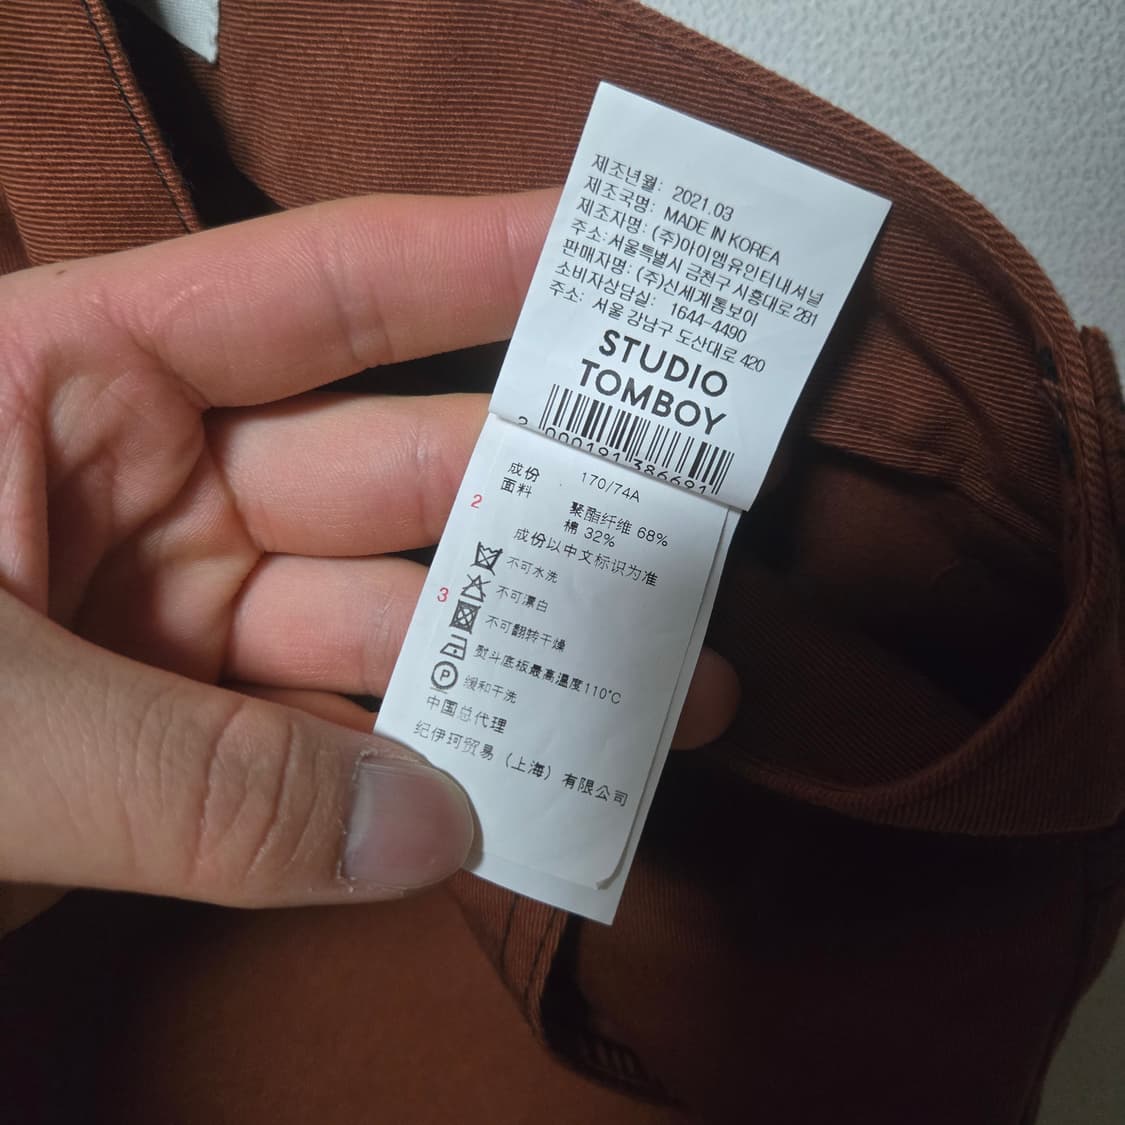 제조년월: 2021.03
제조국명: MADE IN KOREA
제조자명: (주)아이엠유인터내셔널
주소: 서울특별시 금천구 시흥대로 281
판매자명: (주)신세계톰보이
소비자상담실: 1644-4490
주소: 서울 강남구 도산대로 420
STUDIO
TOMBOY
2 000191 386691
成份 170/74A
面料
2
聚酯纤维 68%
棉 32%
成份以中文标识为准
不可水洗
3
不可漂白
不可翻转干燥
熨斗底板最高温度110℃
P 缓和干洗
中国总代理
纪伊珂贸易（上海）有限公司